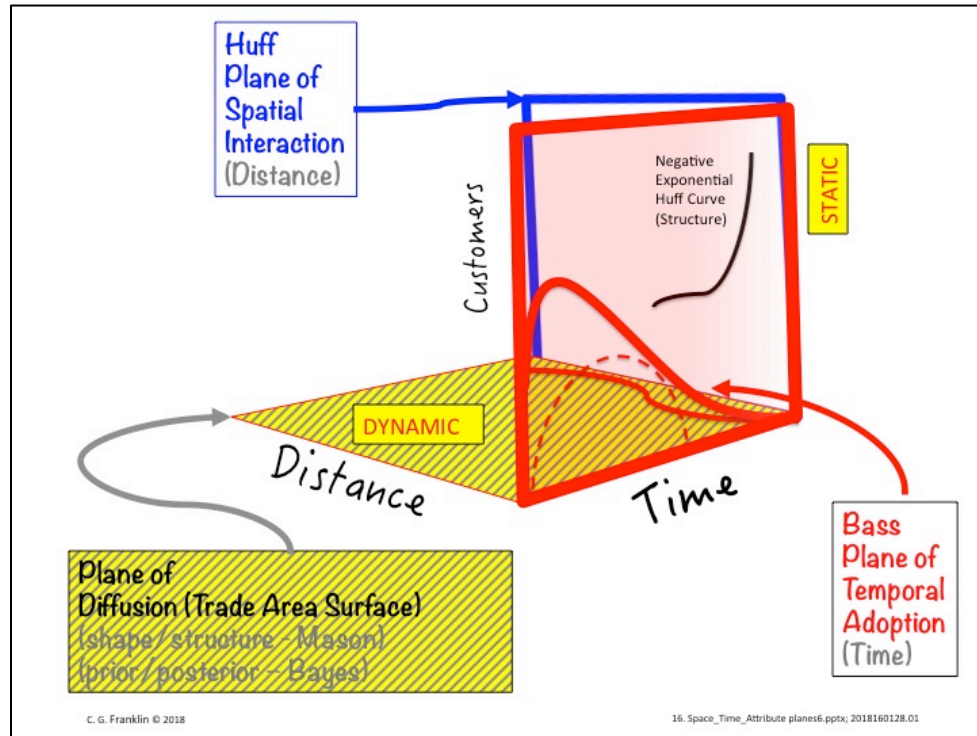 Huff
Plane of
Spatial
Interaction
(Distance)
Customers
Negative
Exponential
Huff Curve
(Structure)
STATIC
DYNAMIC
Distance
Time
Plane of
Diffusion (Trade Area Surface)
(shape/structure - Mason)
(prior/posterior – Bayes)
Bass
Plane of
Temporal
Adoption
(Time)
C. G. Franklin © 2018
16. Space_Time_Attribute planes6.pptx; 2018160128.01